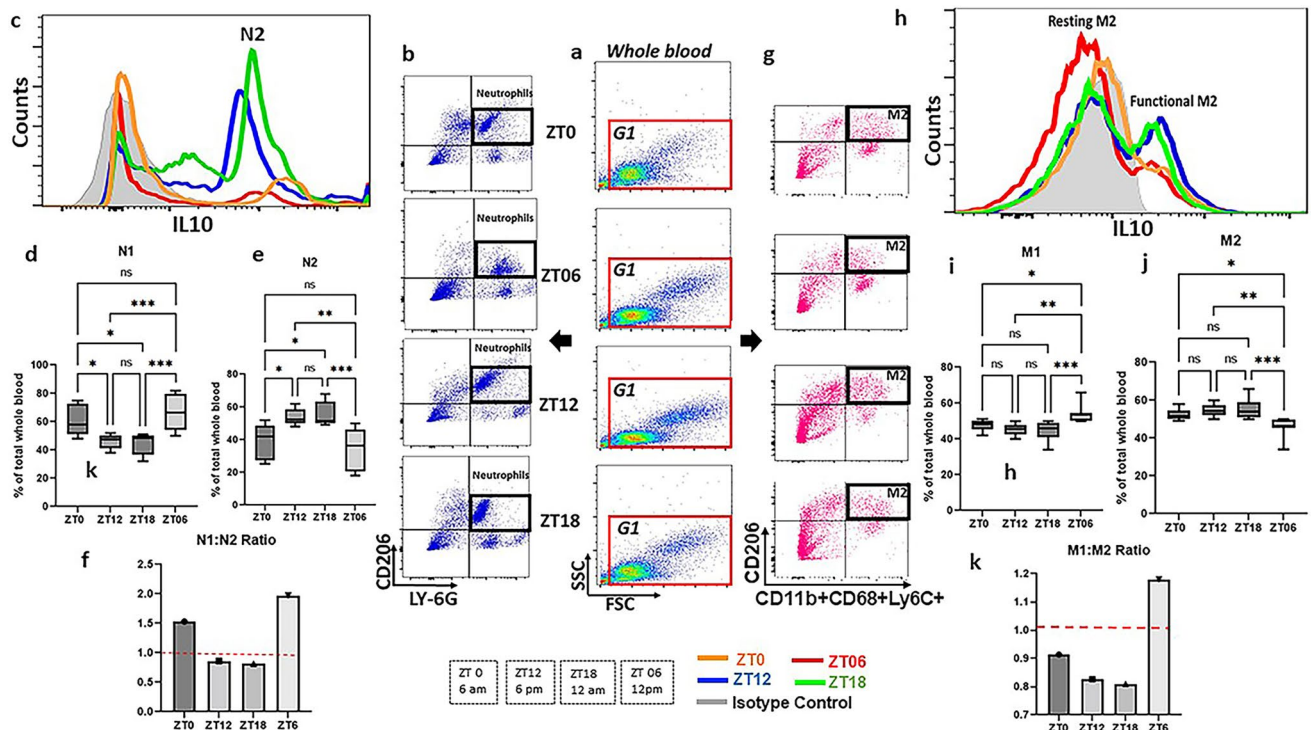 c
N2
Counts
IL10
b
Neutrophils
Neutrophils
Neutrophils
Neutrophils
CD206
LY-6G
a
Whole blood
G1
G1
G1
G1
SSC
FSC
ZT0
ZT06
ZT12
ZT18
g
M2
M2
M2
M2
CD206
CD11b+CD68+Ly6C+
h
Resting M2
Functional M2
Counts
IL10
d
N1
ns
***
*
*
ns
***
% of total whole blood
100
80
60
40
20
0
k
ZT0 ZT12 ZT18 ZT06
e
N2
ns
**
*
*
ns
***
% of total whole blood
80
60
40
20
0
ZT0 ZT12 ZT18 ZT06
i
M1
*
**
ns
ns
ns
***
% of total whole blood
80
60
40
20
0
h
ZT0 ZT12 ZT18 ZT06
j
M2
*
**
ns
ns
ns
***
% of total whole blood
80
60
40
20
0
ZT0 ZT12 ZT18 ZT06
f
N1:N2 Ratio
2.5
2.0
1.5
1.0
0.5
0.0
ZT0 ZT12 ZT18 ZT6
ZT 0
6 am
ZT12
6 pm
ZT18
12 am
ZT 06
12pm
ZT0
ZT06
ZT12
ZT18
Isotype Control
k
M1:M2 Ratio
1.2
1.0
0.9
0.8
0.7
ZT0 ZT12 ZT18 ZT6